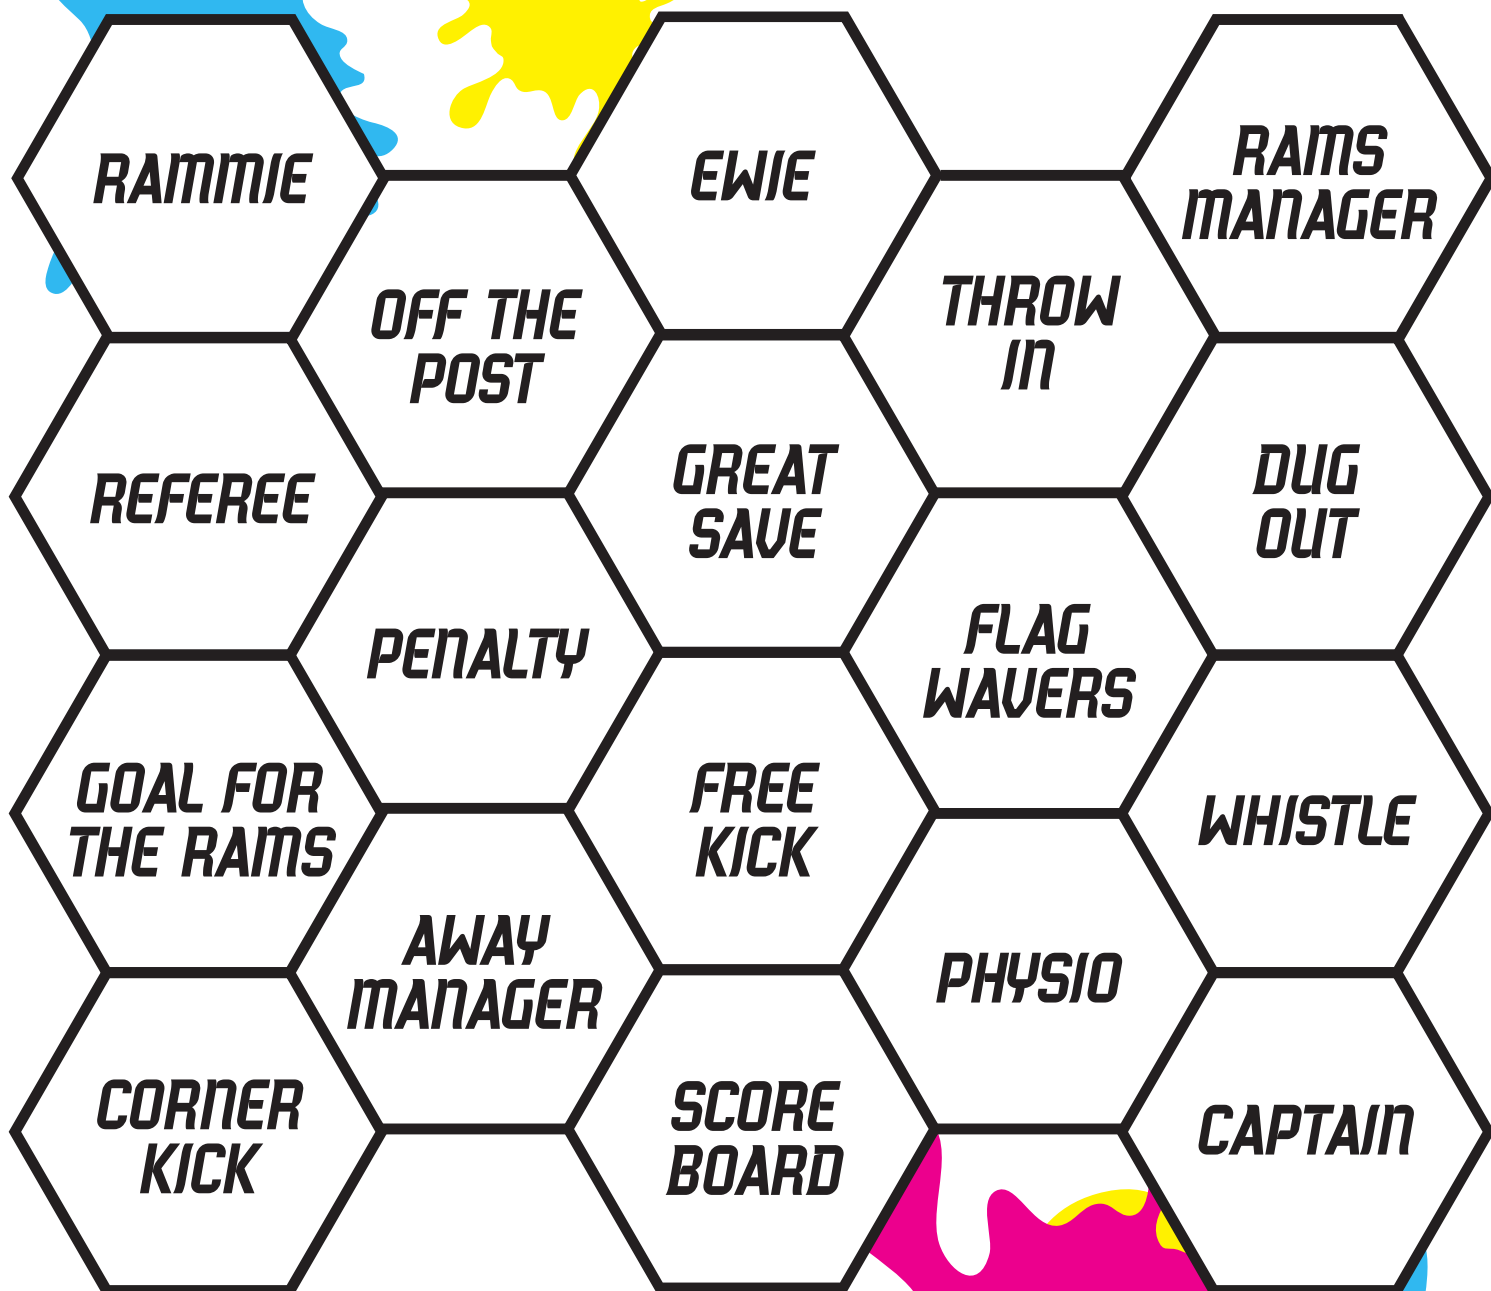 RAMMIE
EWIE
RAMS
MANAGER
OFF THE
POST
THROW
IN
REFEREE
GREAT
SAVE
DUG
OUT
PENALTY
FLAG
WAVERS
GOAL FOR
THE RAMS
FREE
KICK
WHISTLE
AWAY
MANAGER
PHYSIO
CORNER
KICK
SCORE
BOARD
CAPTAIN